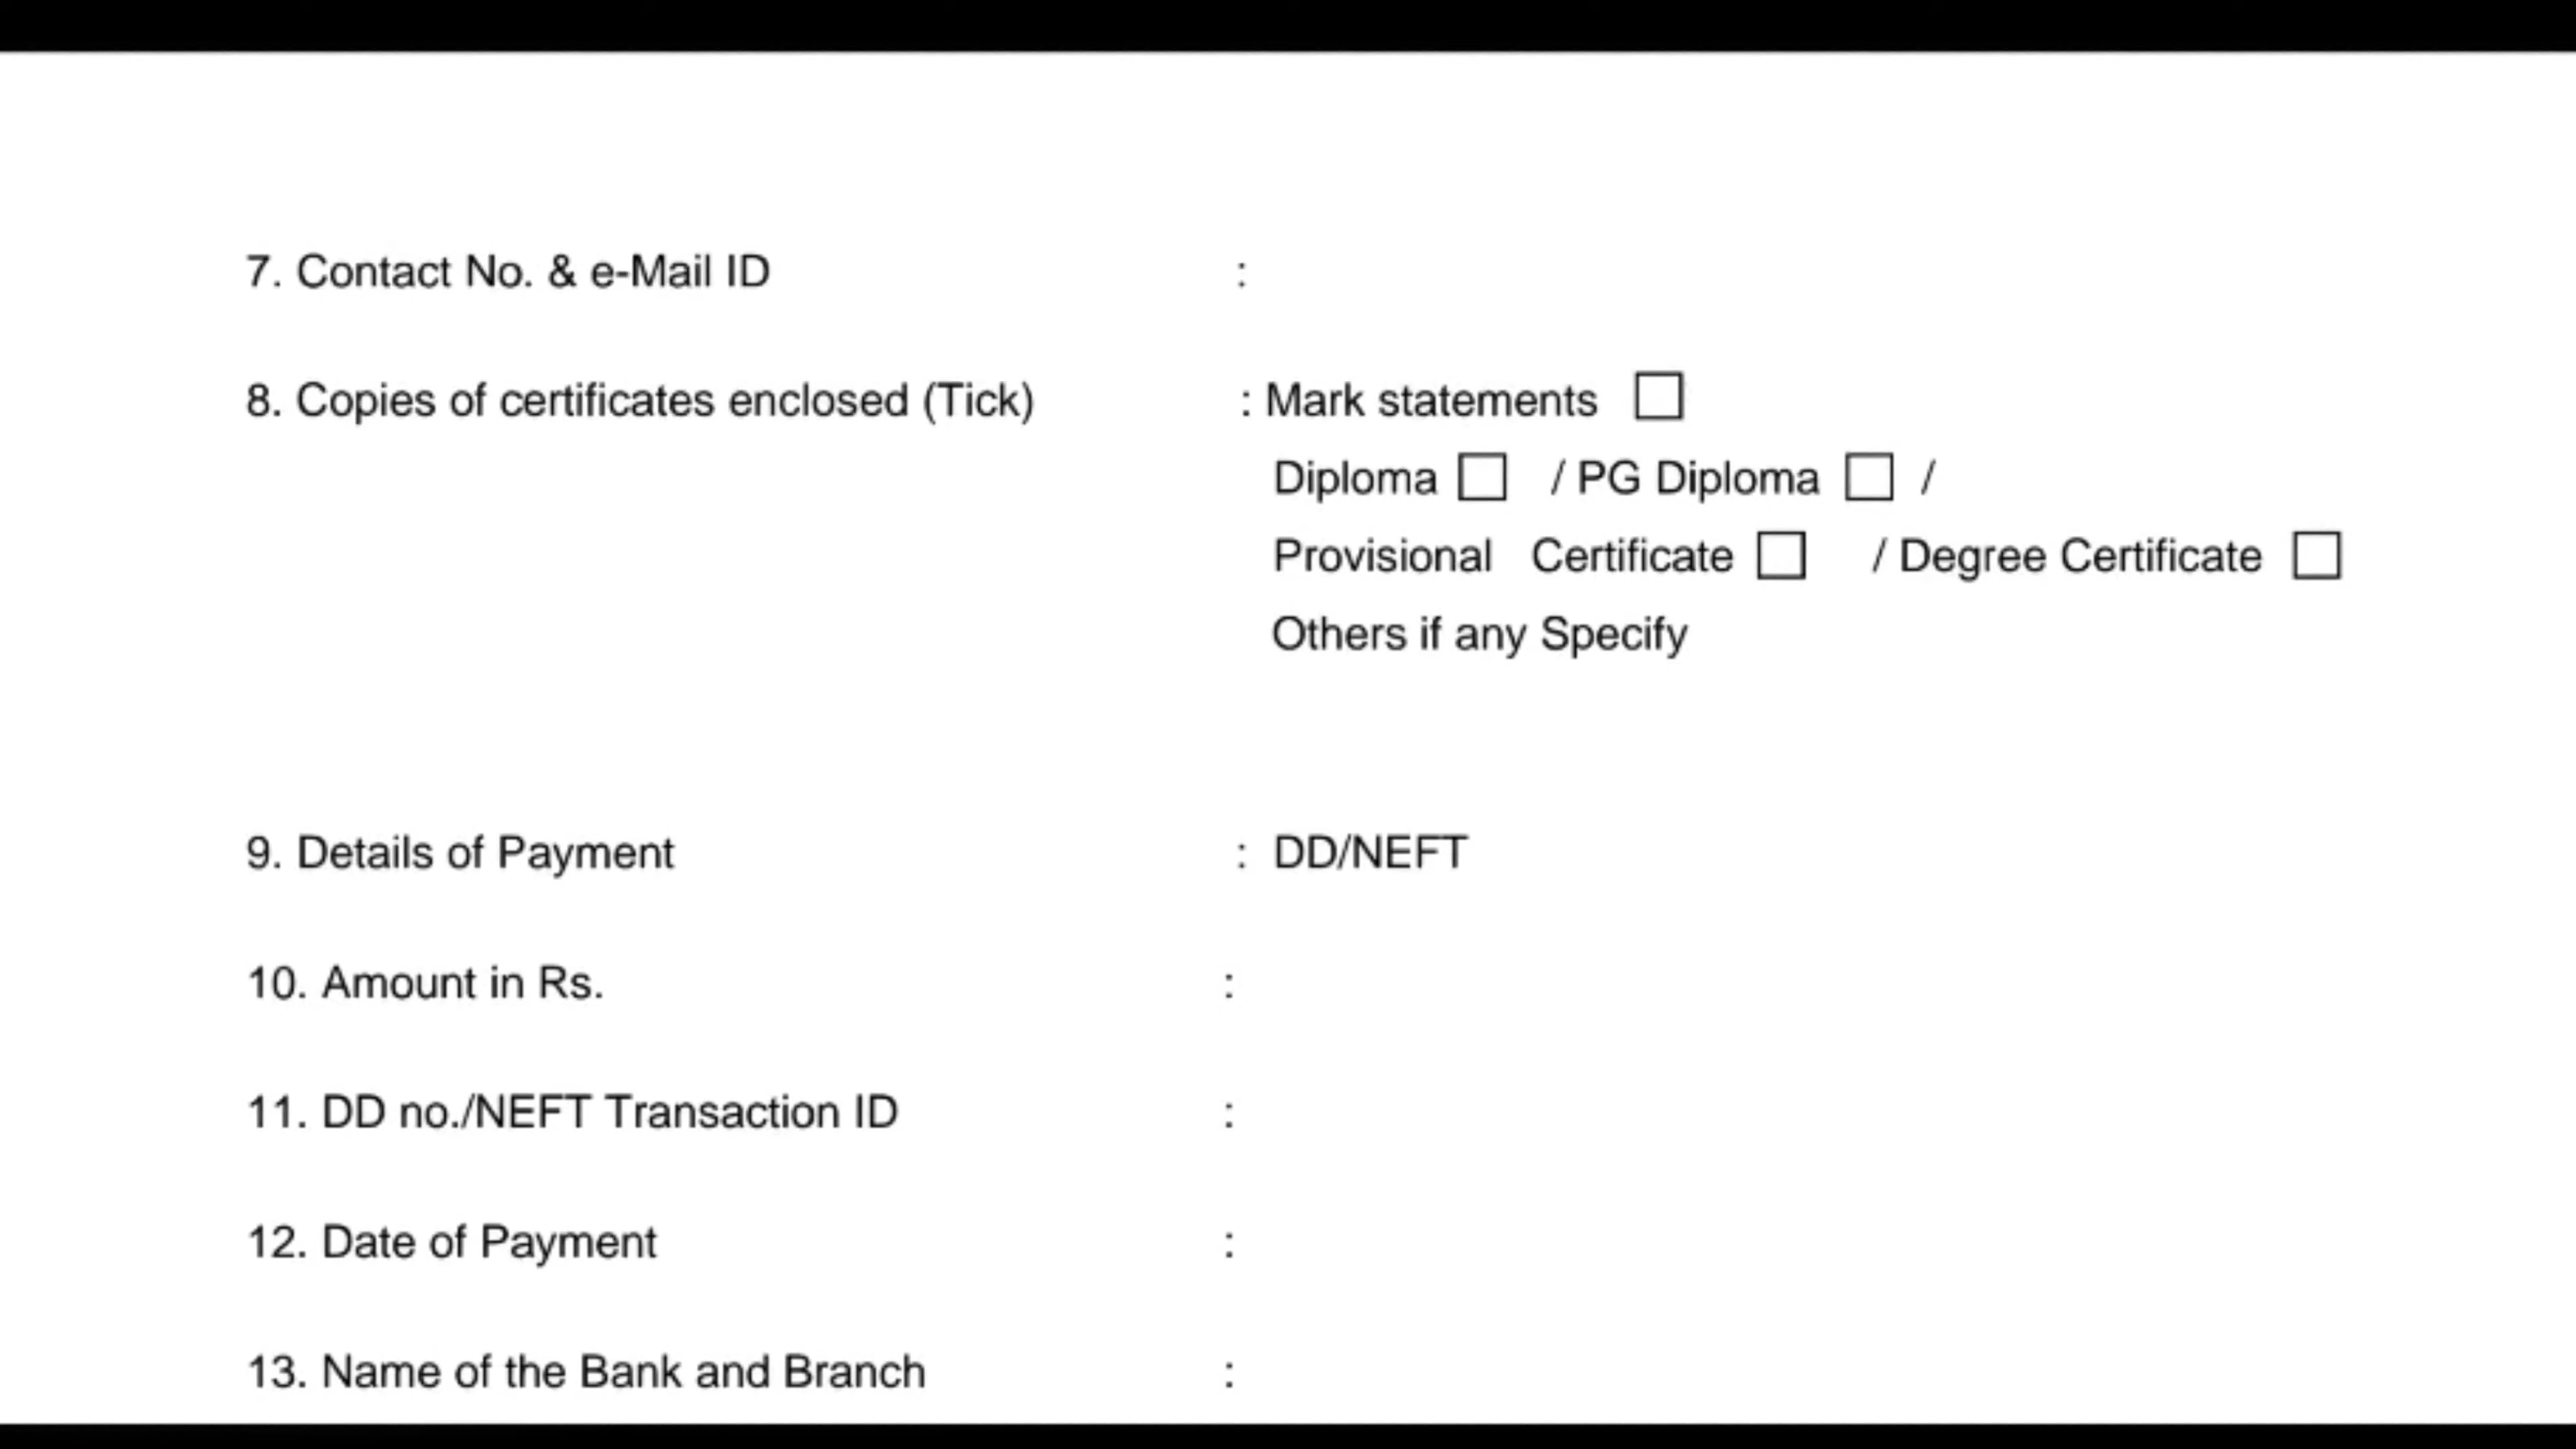 7. Contact No. & e-Mail ID :
8. Copies of certificates enclosed (Tick) : Mark statements ☐
Diploma ☐ / PG Diploma ☐ /
Provisional Certificate ☐ / Degree Certificate ☐
Others if any Specify
9. Details of Payment : DD/NEFT
10. Amount in Rs. :
11. DD no./NEFT Transaction ID :
12. Date of Payment :
13. Name of the Bank and Branch :